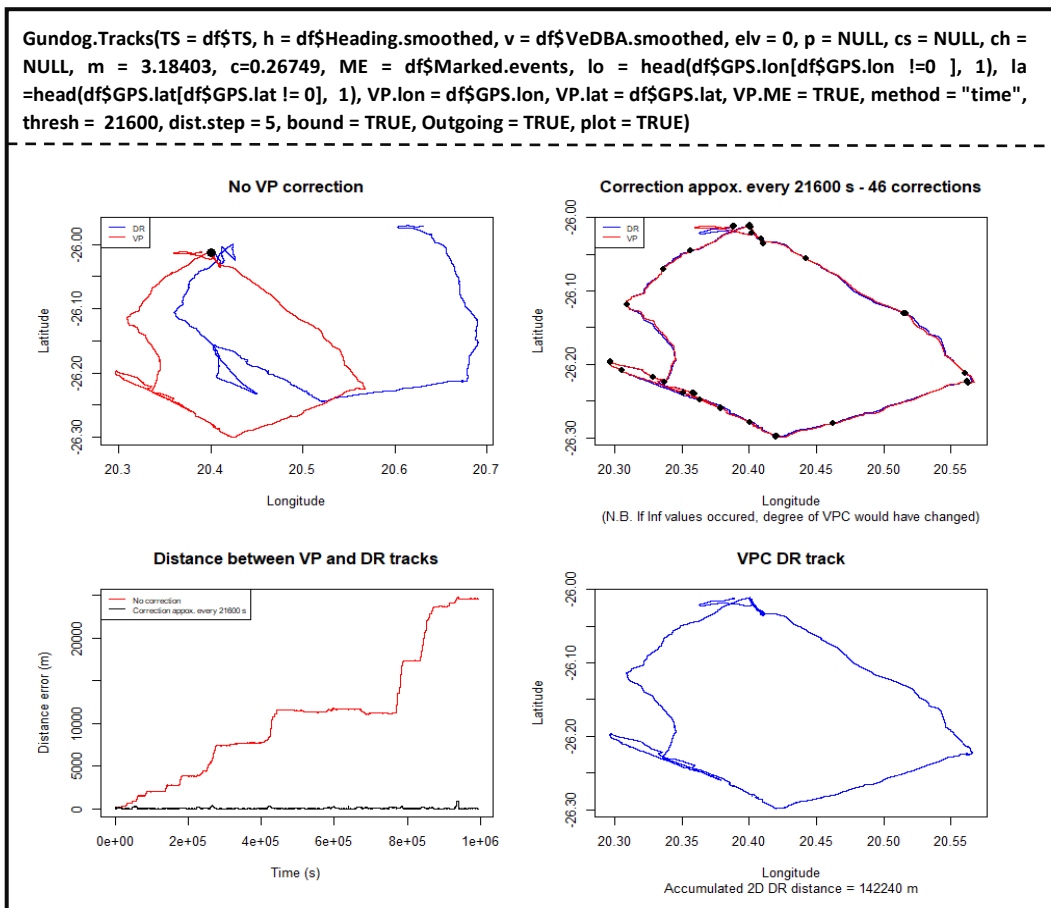 Gundog.Tracks(TS = df$TS, h = df$Heading.smoothed, v = df$VeDBA.smoothed, elv = 0, p = NULL, cs = NULL, ch =
NULL, m = 3.18403, c=0.26749, ME = df$Marked.events, lo = head(df$GPS.lon[df$GPS.lon !=0 ], 1), la
=head(df$GPS.lat[df$GPS.lat != 0], 1), VP.lon = df$GPS.lon, VP.lat = df$GPS.lat, VP.ME = TRUE, method = "time",
thresh = 21600, dist.step = 5, bound = TRUE, Outgoing = TRUE, plot = TRUE)
No VP correction
DR
VP
Latitude
-26.00
-26.10
-26.20
-26.30
20.3 20.4 20.5 20.6 20.7
Longitude
Correction appox. every 21600 s - 46 corrections
DR
VP
Latitude
-26.00
-26.10
-26.20
-26.30
20.30 20.35 20.40 20.45 20.50 20.55
Longitude
(N.B. If Inf values occured, degree of VPC would have changed)
Distance between VP and DR tracks
No correction
Correction appox. every 21600 s
Distance error (m)
20000
10000
5000
0
0e+00 2e+05 4e+05 6e+05 8e+05 1e+06
Time (s)
VPC DR track
Latitude
-26.00
-26.10
-26.20
-26.30
20.30 20.35 20.40 20.45 20.50 20.55
Longitude
Accumulated 2D DR distance = 142240 m